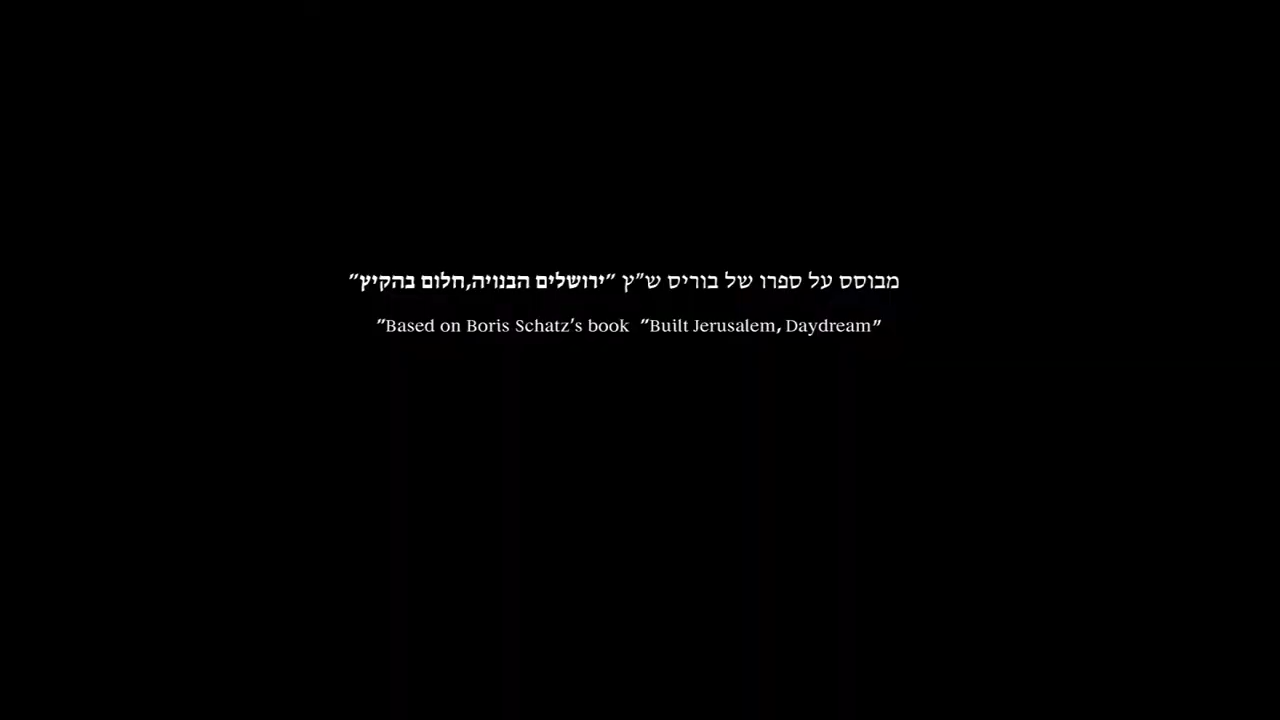 מבוסס על ספרו של בוריס ש"ץ "ירושלים הבנויה,חלום בהקיץ"
"Based on Boris Schatz's book "Built Jerusalem, Daydream"